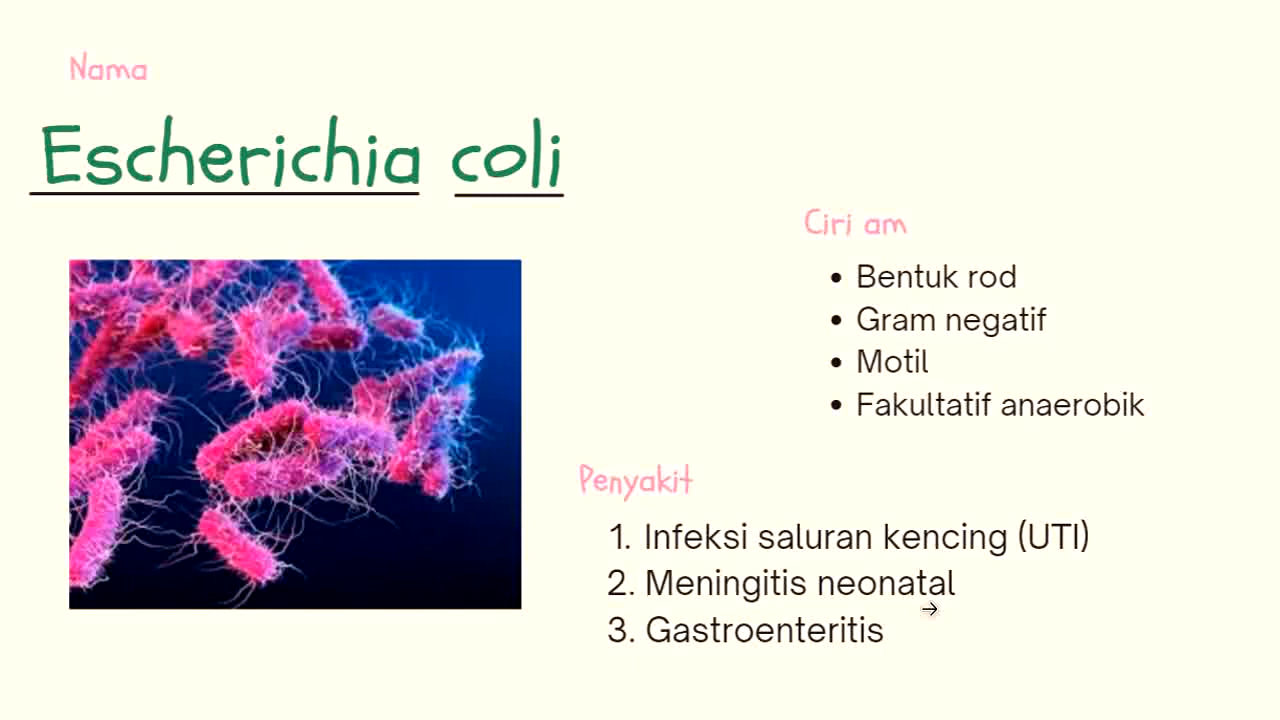 Nama
Escherichia coli
Ciri am
• Bentuk rod
• Gram negatif
• Motil
• Fakultatif anaerobik
Penyakit
1. Infeksi saluran kencing (UTI)
2. Meningitis neonatal
3. Gastroenteritis